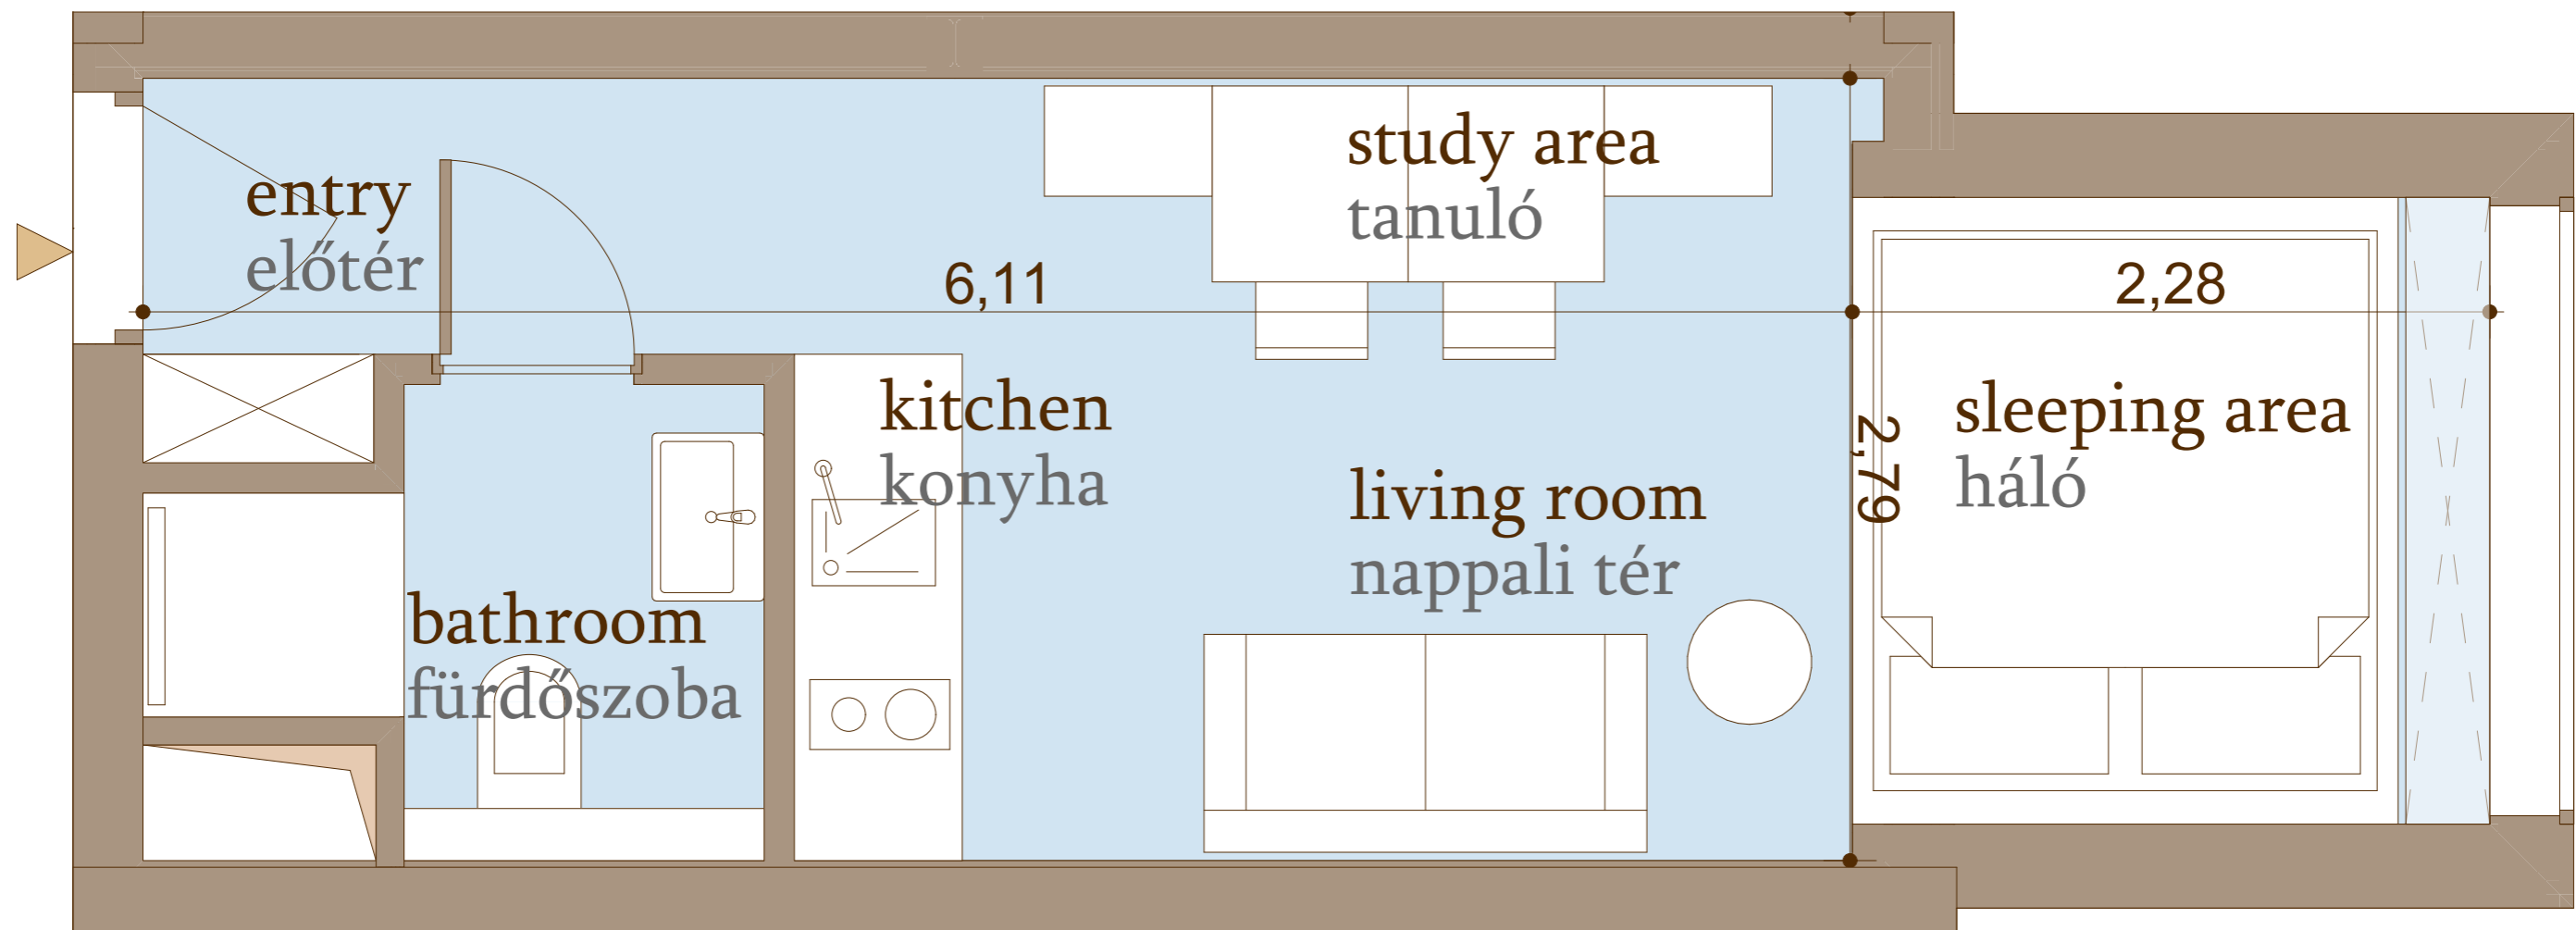 entry
előtér
study area
tanuló
6,11
2,28
kitchen
konyha
living room
nappali tér
2,79
sleeping area
háló
bathroom
fürdőszoba